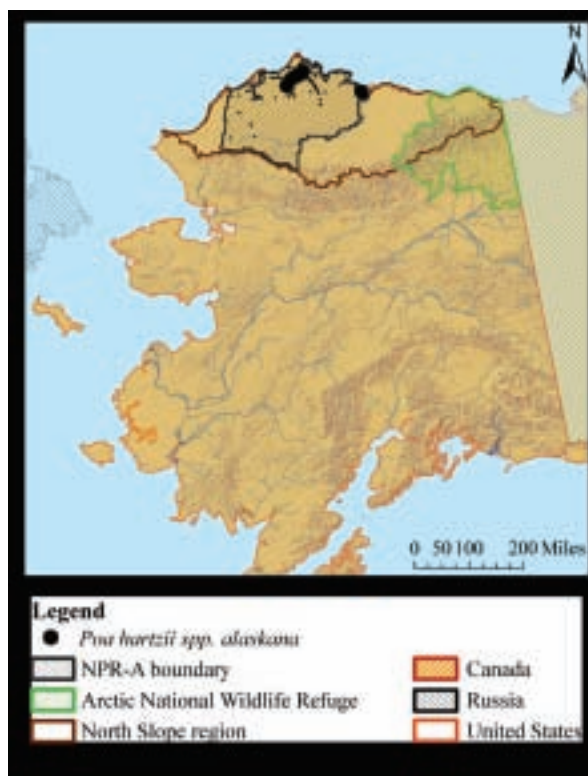 N
0 50 100 200 Miles
Legend
Poa hartzii spp. alaskana
NPR-A boundary
Canada
Arctic National Wildlife Refuge
Russia
North Slope region
United States